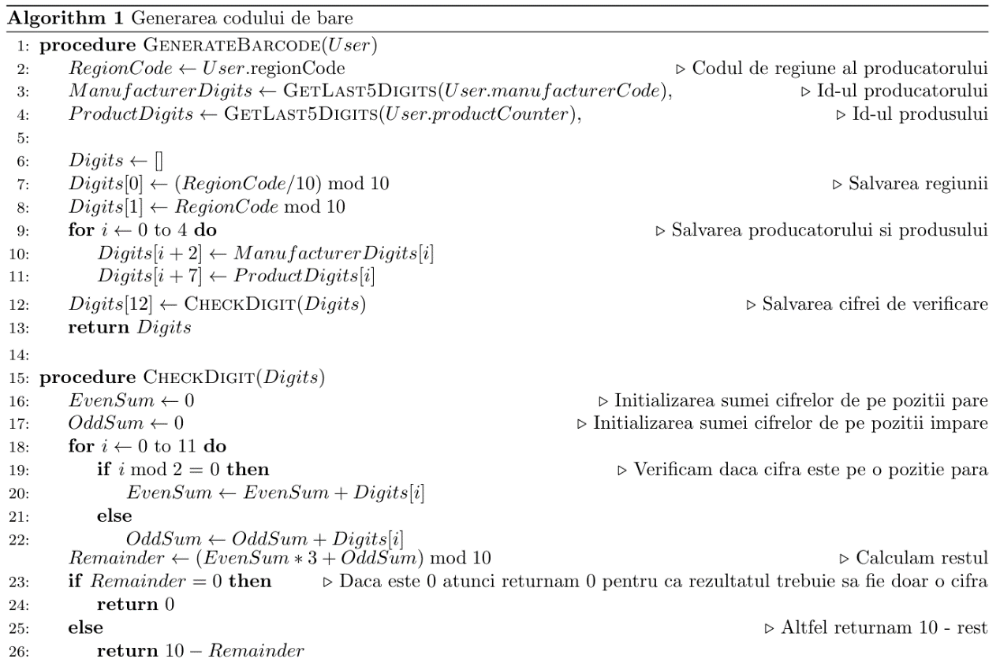 Algorithm 1 Generarea codului de bare
1: procedure GENERATEBARCODE(User)
2: RegionCode ← User.regionCode ▷ Codul de regiune al producatorului
3: ManufacturerDigits ← GETLAST5DIGITS(User.manufacturerCode), ▷ Id-ul producatorului
4: ProductDigits ← GETLAST5DIGITS(User.productCounter), ▷ Id-ul produsului
5:
6: Digits ← []
7: Digits[0] ← (RegionCode/10) mod 10 ▷ Salvarea regiunii
8: Digits[1] ← RegionCode mod 10
9: for i ← 0 to 4 do ▷ Salvarea producatorului si produsului
10: Digits[i + 2] ← ManufacturerDigits[i]
11: Digits[i + 7] ← ProductDigits[i]
12: Digits[12] ← CHECKDIGIT(Digits) ▷ Salvarea cifrei de verificare
13: return Digits
14:
15: procedure CHECKDIGIT(Digits)
16: EvenSum ← 0 ▷ Initializarea sumei cifrelor de pe pozitii pare
17: OddSum ← 0 ▷ Initializarea sumei cifrelor de pe pozitii impare
18: for i ← 0 to 11 do
19: if i mod 2 = 0 then ▷ Verificam daca cifra este pe o pozitie para
20: EvenSum ← EvenSum + Digits[i]
21: else
22: OddSum ← OddSum + Digits[i]
Remainder ← (EvenSum * 3 + OddSum) mod 10 ▷ Calculam restul
23: if Remainder = 0 then ▷ Daca este 0 atunci returnam 0 pentru ca rezultatul trebuie sa fie doar o cifra
24: return 0
25: else ▷ Altfel returnam 10 - rest
26: return 10 − Remainder